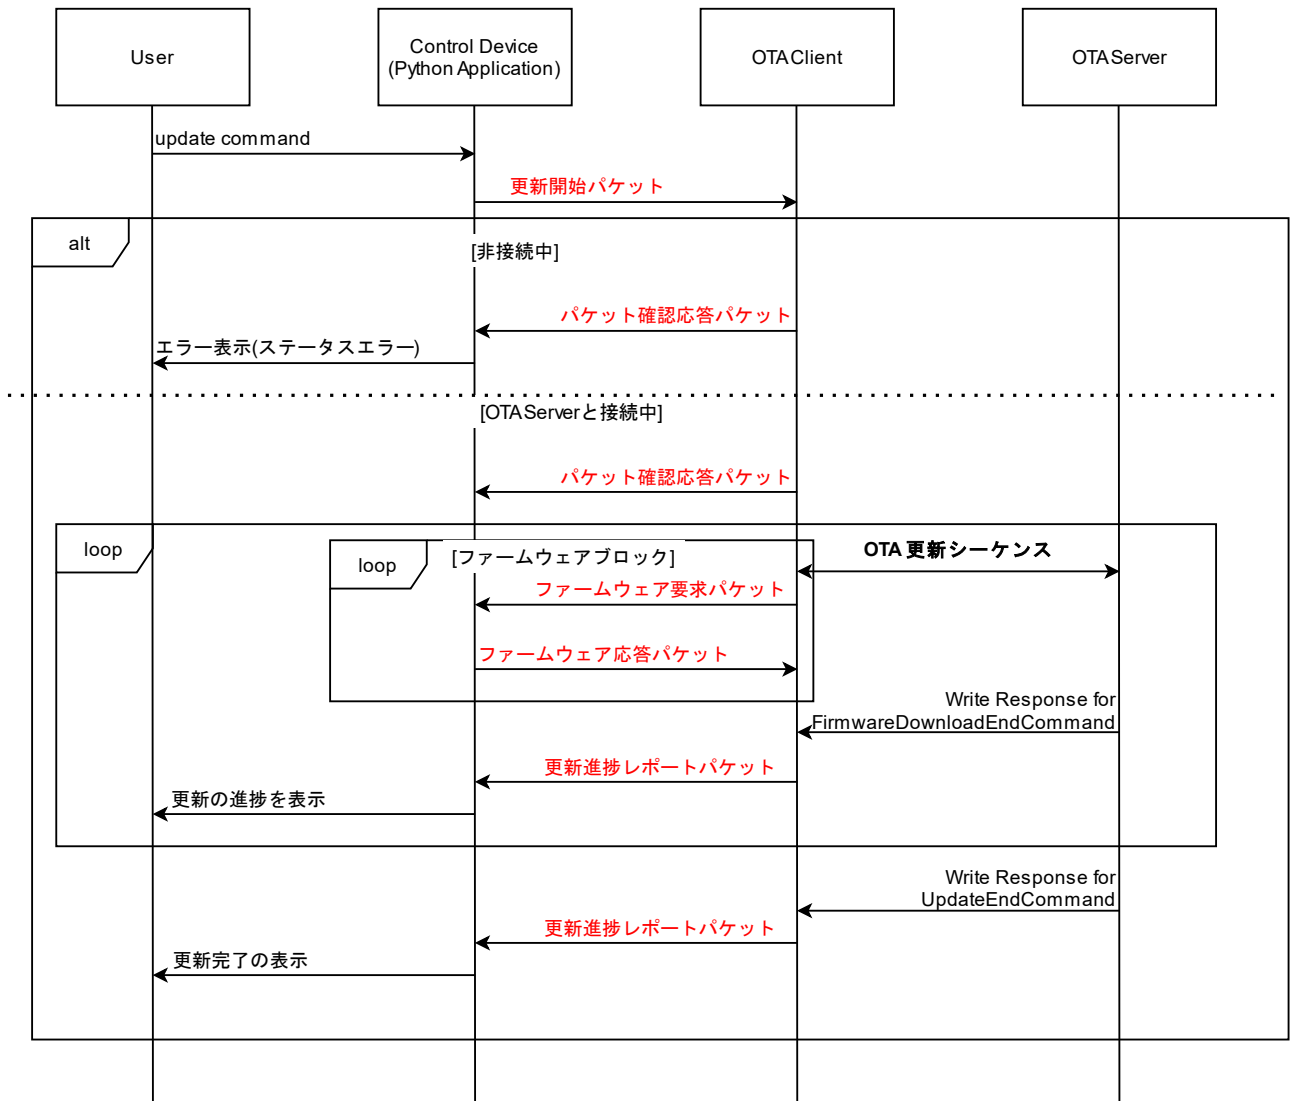 User
Control Device
(Python Application)
OTAClient
OTAServer
update command
更新開始パケット
alt
[非接続中]
パケット確認応答パケット
エラー表示(ステータスエラー)
[OTAServerと接続中]
パケット確認応答パケット
loop
loop
[ファームウェアブロック]
OTA 更新シーケンス
ファームウェア要求パケット
ファームウェア応答パケット
Write Response for
FirmwareDownloadEndCommand
更新進捗レポートパケット
更新の進捗を表示
Write Response for
UpdateEndCommand
更新進捗レポートパケット
更新完了の表示